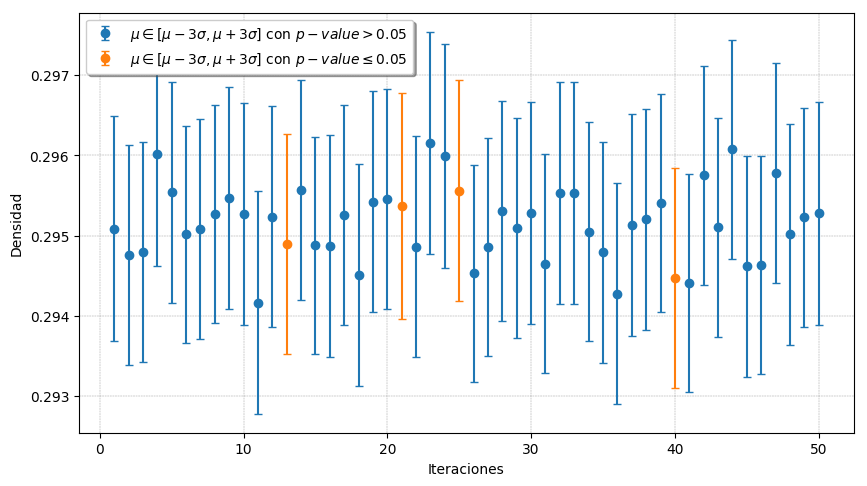 μ ∈ [μ − 3σ, μ + 3σ] con p − value > 0.05
μ ∈ [μ − 3σ, μ + 3σ] con p − value ≤ 0.05
0.297
0.296
0.295
0.294
0.293
Densidad
0 10 20 30 40 50
Iteraciones